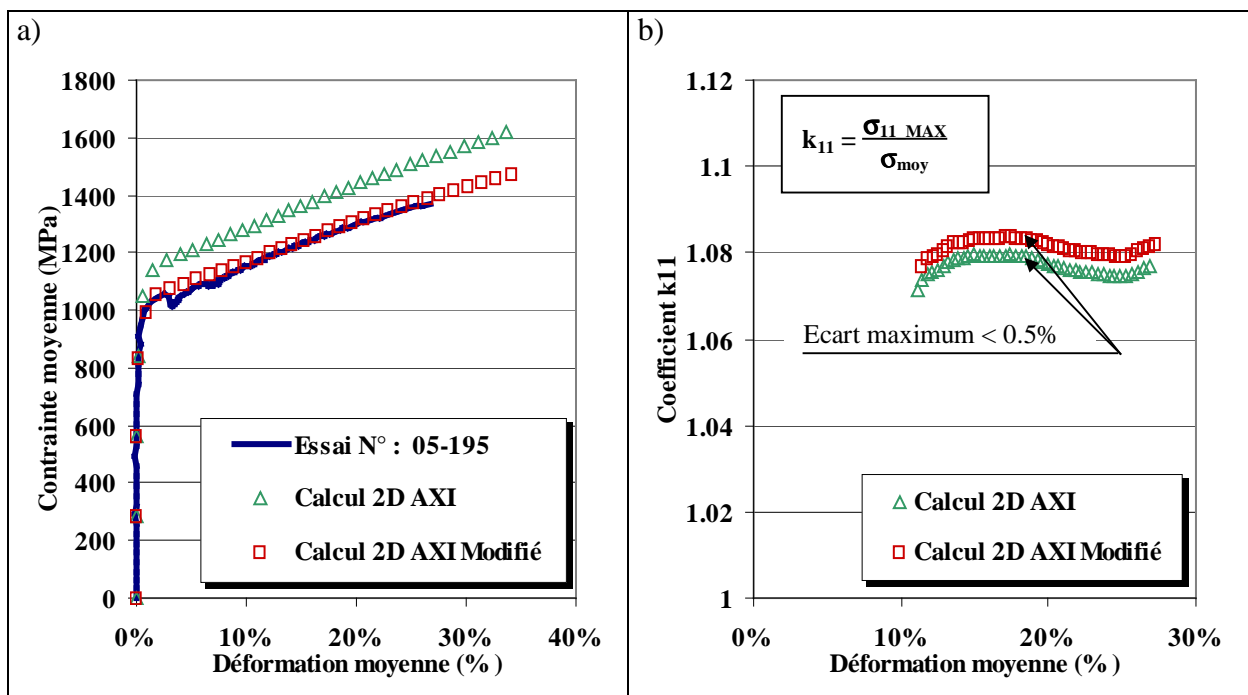 a)
Contrainte moyenne (MPa)
1800
1600
1400
1200
1000
800
600
400
200
0
0%
10%
20%
30%
40%
Déformation moyenne (% )
Essai N° : 05-195
Calcul 2D AXI
Calcul 2D AXI Modifié
b)
Coefficient k11
1.12
1.1
1.08
1.06
1.04
1.02
1
0%
10%
20%
30%
Déformation moyenne (% )
k11 = σ11_MAX / σmoy
Ecart maximum < 0.5%
Calcul 2D AXI
Calcul 2D AXI Modifié